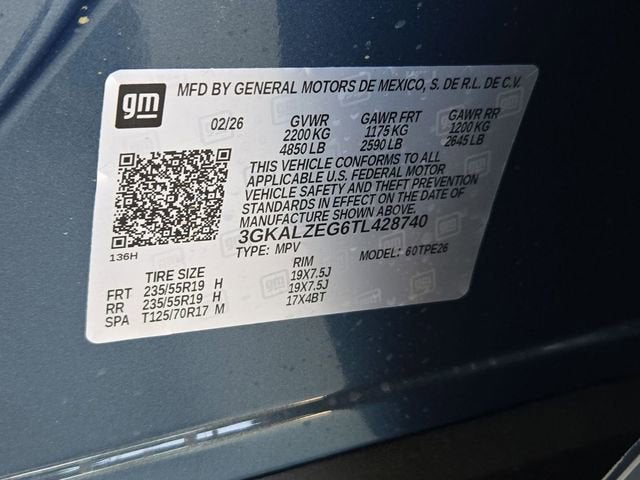 gm
MFD BY GENERAL MOTORS DE MEXICO, S. DE R.L. DE C.V.
02/26 GVWR GAWR FRT GAWR RR
2200 KG 1175 KG 1200 KG
4850 LB 2590 LB 2645 LB
THIS VEHICLE CONFORMS TO ALL
APPLICABLE U.S. FEDERAL MOTOR
VEHICLE SAFETY AND THEFT PREVENTION
STANDARDS IN EFFECT ON THE DATE OF
MANUFACTURE SHOWN ABOVE.
3GKALZEG6TL428740
136H TYPE: MPV MODEL: 60TPE26
TIRE SIZE RIM
FRT 235/55R19 H 19X7.5J
RR 235/55R19 H 19X7.5J
SPA T125/70R17 M 17X4BT